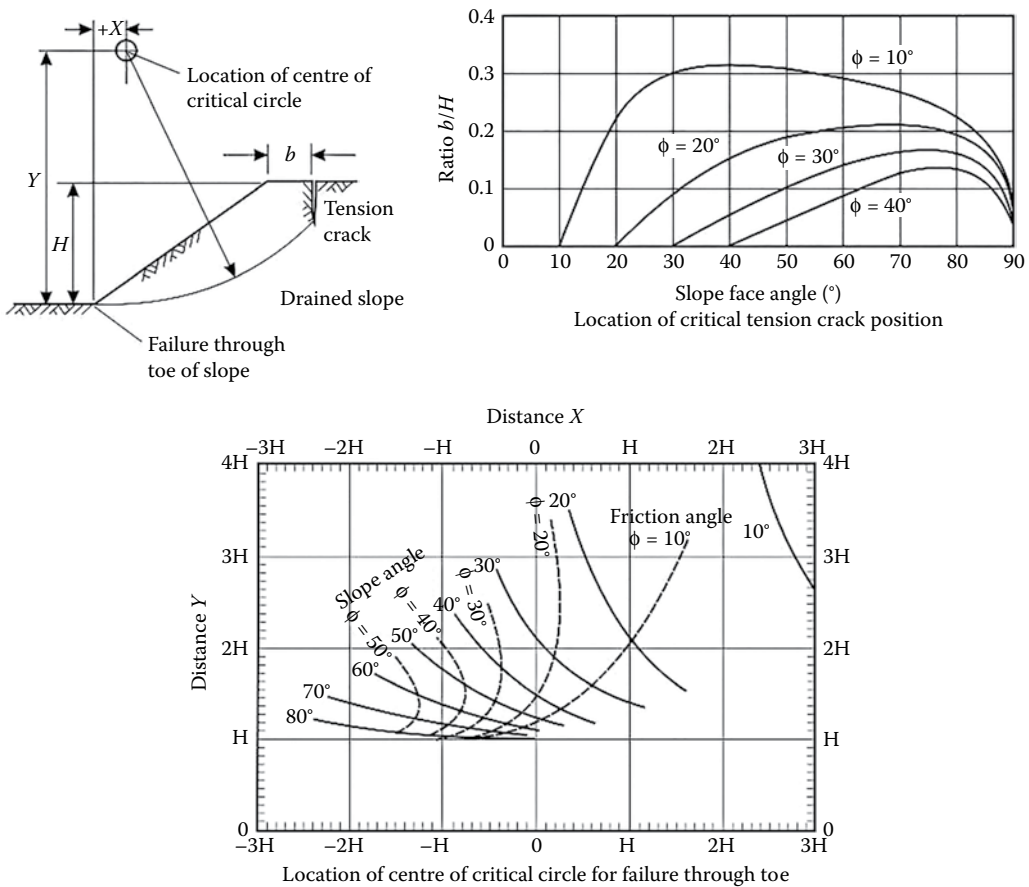 +X
Location of centre of
critical circle
Y
b
H
Tension
crack
Drained slope
Failure through
toe of slope
Ratio b/H
0.4
0.3
0.2
0.1
0
ϕ = 10°
ϕ = 20°
ϕ = 30°
ϕ = 40°
0 10 20 30 40 50 60 70 80 90
Slope face angle (°)
Location of critical tension crack position
Distance X
−3H −2H −H 0 H 2H 3H
4H 4H
3H 3H
2H 2H
H H
0 0
Distance Y
Slope angle
Friction angle
ϕ = 10°
ϕ = 20°
ϕ = 30°
ϕ = 40°
ϕ = 50°
10°
20°
30°
40°
50°
60°
70°
80°
−3H −2H −H 0 H 2H 3H
Location of centre of critical circle for failure through toe